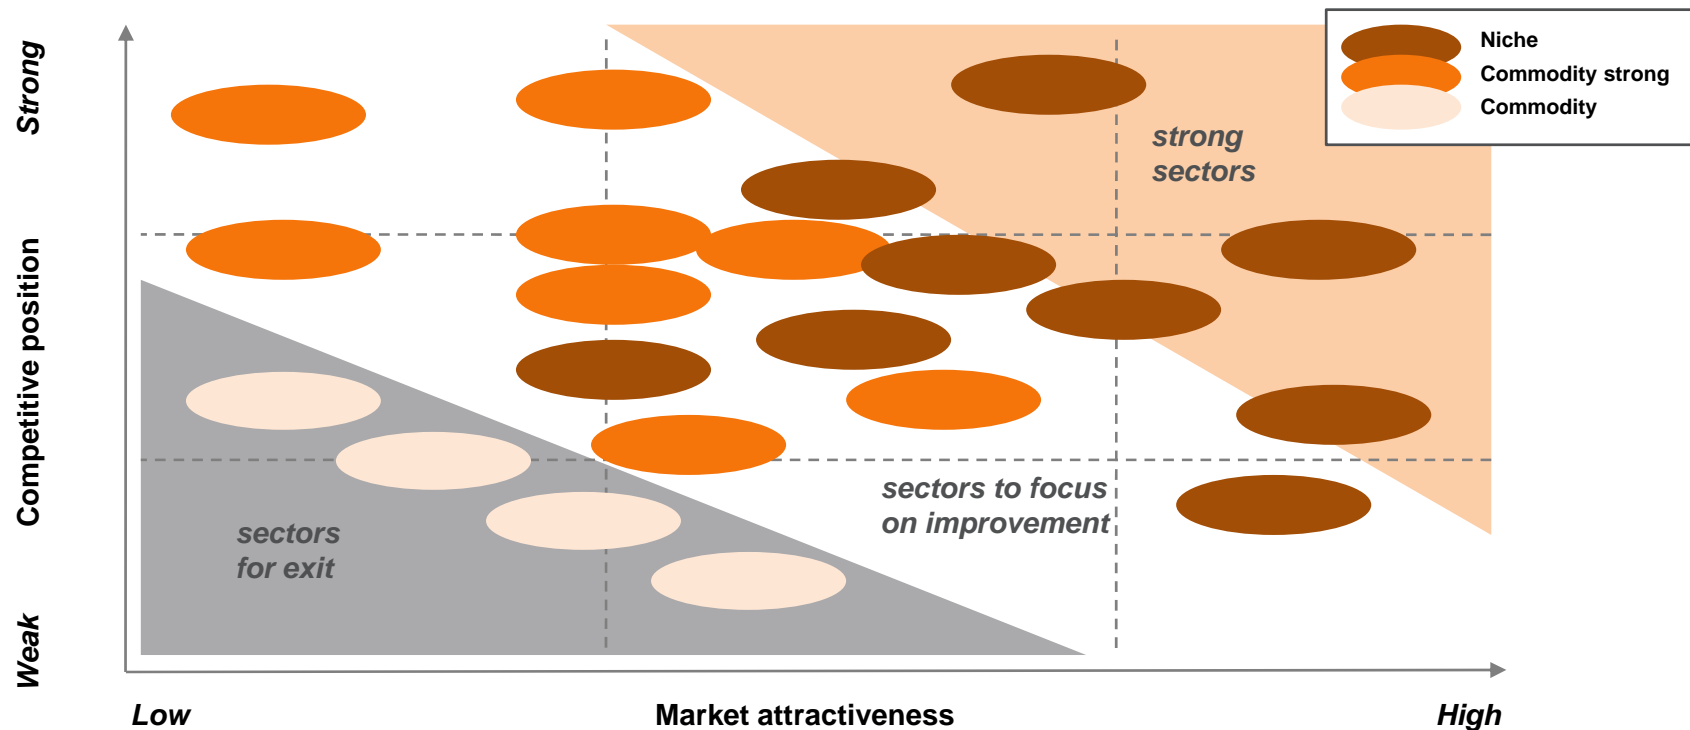 Strong
Competitive position
Weak
Niche
Commodity strong
Commodity
strong
sectors
sectors to focus
on improvement
sectors
for exit
Low
Market attractiveness
High